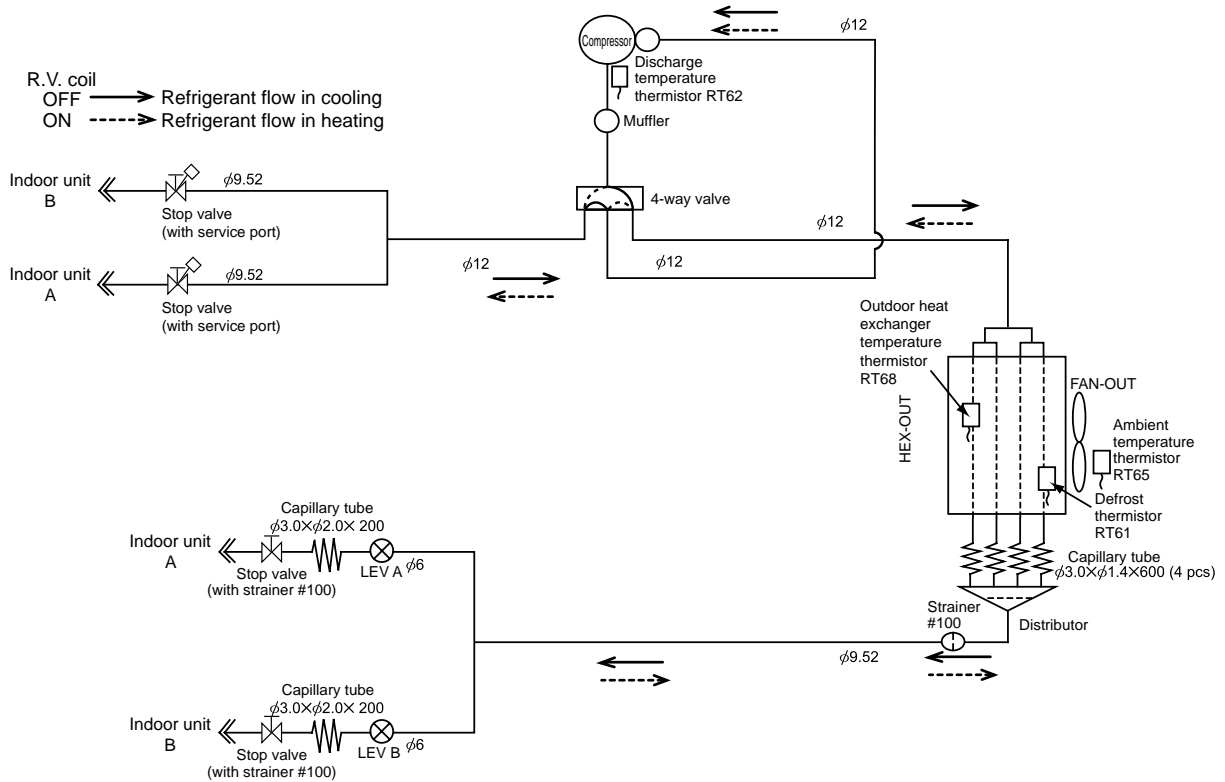 Compressor
ϕ12
Discharge
temperature
thermistor RT62
Muffler
R.V. coil
OFF Refrigerant flow in cooling
ON Refrigerant flow in heating
Indoor unit
B
ϕ9.52
Stop valve
(with service port)
4-way valve
ϕ12
Indoor unit
A
ϕ9.52
Stop valve
(with service port)
ϕ12
ϕ12
Outdoor heat
exchanger
temperature
thermistor
RT68
HEX-OUT
FAN-OUT
Ambient
temperature
thermistor
RT65
Defrost
thermistor
RT61
Capillary tube
ϕ3.0×ϕ1.4×600 (4 pcs)
Distributor
Strainer
#100
ϕ9.52
Capillary tube
ϕ3.0×ϕ2.0× 200
Indoor unit
A
Stop valve
(with strainer #100)
LEV A
ϕ6
Capillary tube
ϕ3.0×ϕ2.0× 200
Indoor unit
B
Stop valve
(with strainer #100)
LEV B
ϕ6